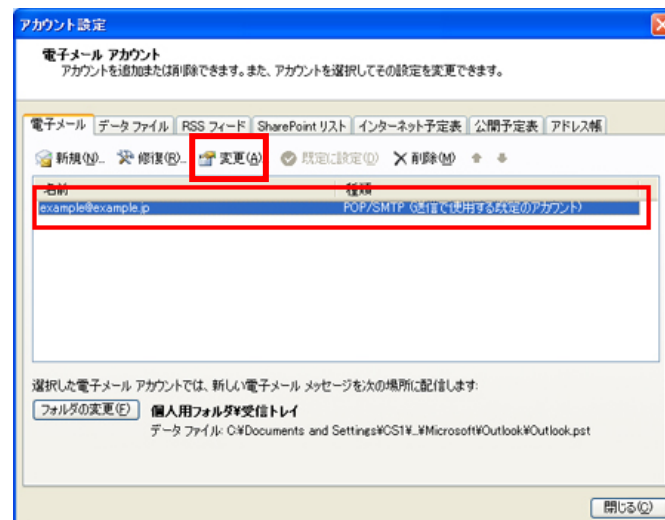 アカウント設定
電子メール アカウント
アカウントを追加または削除できます。また、アカウントを選択してその設定を変更できます。
電子メール データ ファイル RSS フィード SharePoint リスト インターネット予定表 公開予定表 アドレス帳
新規(N)... 修復(R)... 変更(A) 既定に設定(D) 削除(M)
名前 種類
example@example.jp POP/SMTP (送信で使用する既定のアカウント)
選択した電子メール アカウントでは、新しい電子メール メッセージを次の場所に配信します:
フォルダの変更(F) 個人用フォルダ¥受信トレイ
データ ファイル: C:¥Documents and Settings¥CS1¥...¥Microsoft¥Outlook¥Outlook.pst
閉じる(C)